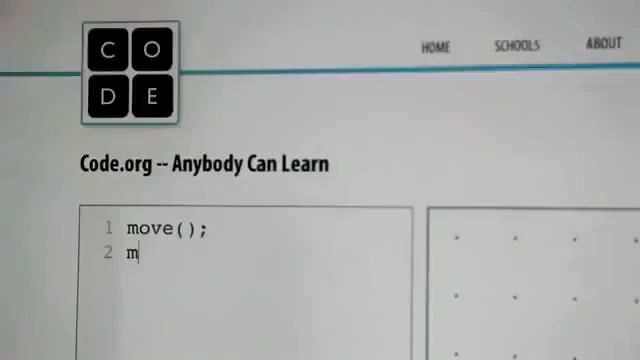 C O
D E
HOME SCHOOLS ABOUT
Code.org -- Anybody Can Learn
1 move();
2 m